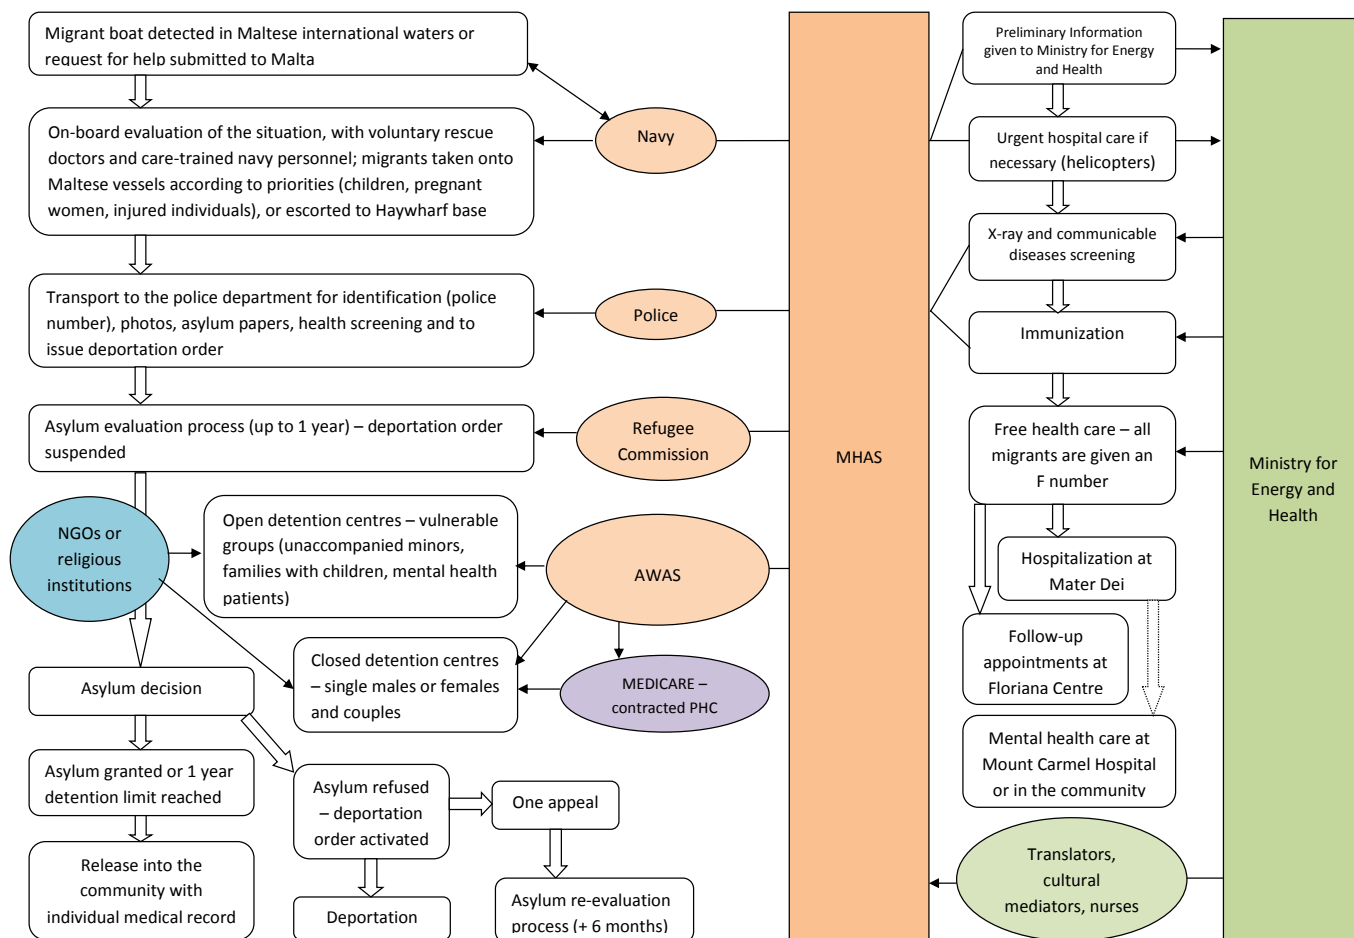 Migrant boat detected in Maltese international waters or
request for help submitted to Malta
On-board evaluation of the situation, with voluntary rescue
doctors and care-trained navy personnel; migrants taken onto
Maltese vessels according to priorities (children, pregnant
women, injured individuals), or escorted to Haywharf base
Navy
Transport to the police department for identification (police
number), photos, asylum papers, health screening and to
issue deportation order
Police
Asylum evaluation process (up to 1 year) – deportation order
suspended
Refugee
Commission
NGOs or
religious
institutions
Open detention centres – vulnerable
groups (unaccompanied minors,
families with children, mental health
patients)
AWAS
Closed detention centres
– single males or females
and couples
MEDICARE –
contracted PHC
Asylum decision
Asylum granted or 1 year
detention limit reached
Asylum refused
– deportation
order activated
One appeal
Release into the
community with
individual medical record
Deportation
Asylum re-evaluation
process (+ 6 months)
MHAS
Preliminary Information
given to Ministry for Energy
and Health
Urgent hospital care if
necessary (helicopters)
X-ray and communicable
diseases screening
Immunization
Free health care – all
migrants are given an
F number
Hospitalization at
Mater Dei
Follow-up
appointments at
Floriana Centre
Mental health care at
Mount Carmel Hospital
or in the community
Translators,
cultural
mediators, nurses
Ministry for
Energy and
Health